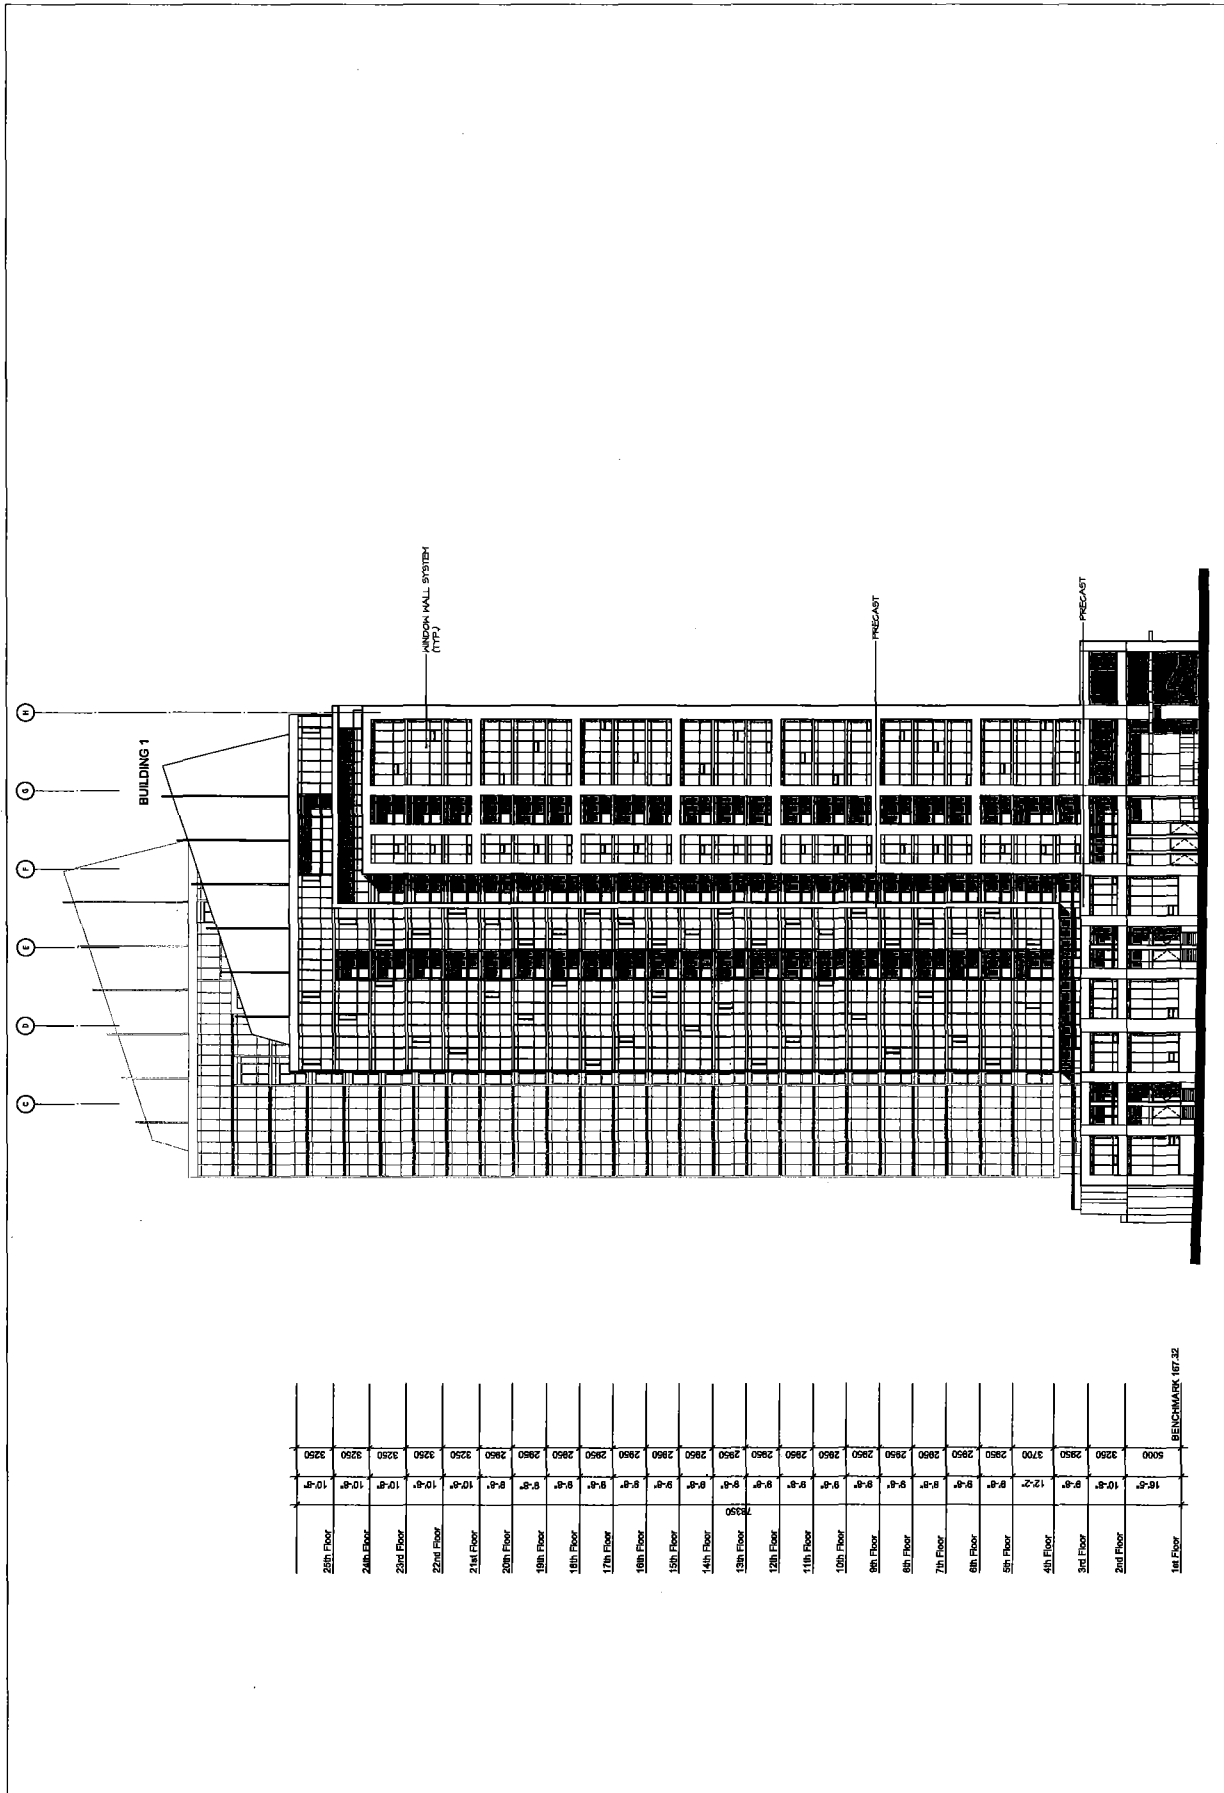 H
G
F
E
D
C
BUILDING 1
WINDOW WALL SYSTEM
(TYP.)
PRECAST
PRECAST
25th Floor 10'-8" 3250
24th Floor 10'-8" 3250
23rd Floor 10'-8" 3250
22nd Floor 10'-8" 3250
21st Floor 10'-8" 3250
20th Floor 9'-8" 2950
19th Floor 9'-8" 2950
18th Floor 9'-8" 2950
17th Floor 9'-8" 2950
16th Floor 9'-8" 2950
15th Floor 9'-8" 2950
14th Floor 9'-8" 2950
13th Floor 9'-8" 2950
12th Floor 9'-8" 2950
11th Floor 9'-8" 2950
10th Floor 9'-8" 2950
9th Floor 9'-8" 2950
8th Floor 9'-8" 2950
7th Floor 9'-8" 2950
6th Floor 9'-8" 2950
5th Floor 9'-8" 2950
4th Floor 12'-2" 3700
3rd Floor 9'-8" 2950
2nd Floor 10'-8" 3250
1st Floor 16'-5" 5000
78350
BENCHMARK 167.32